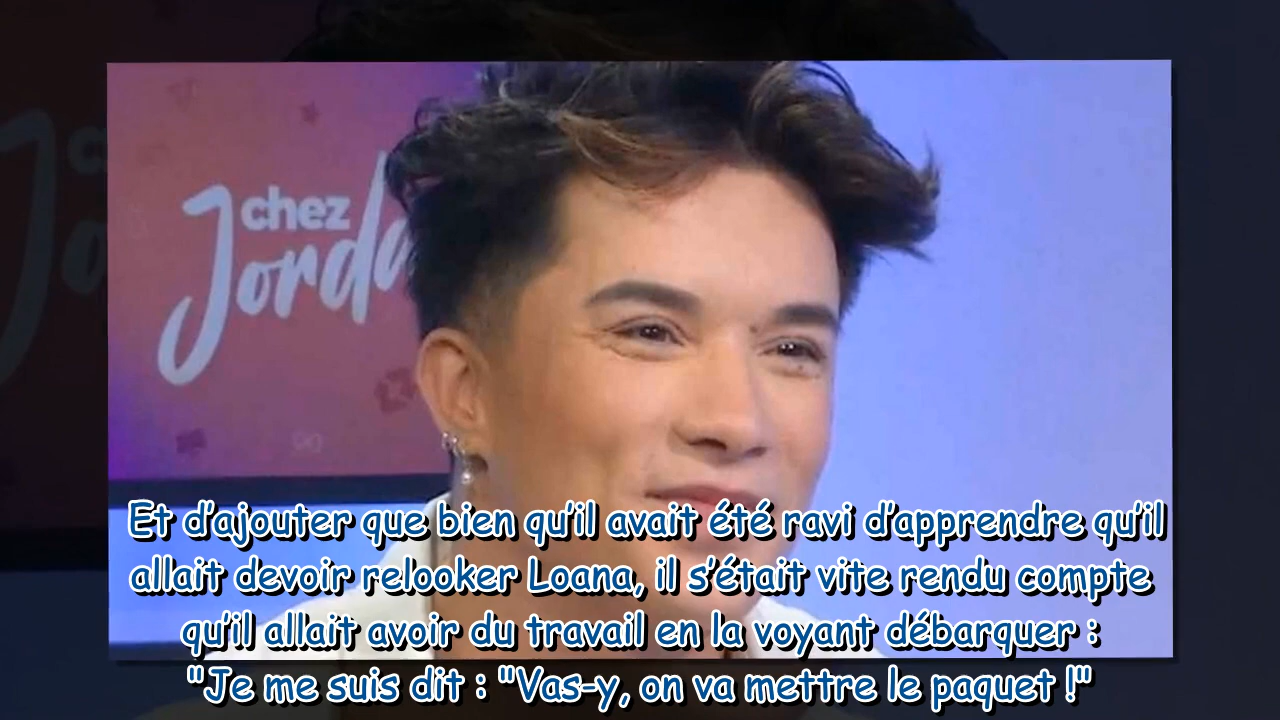 chez
Jorda
Et d'ajouter que bien qu'il avait été ravi d'apprendre qu'il
allait devoir relooker Loana, il s'était vite rendu compte
qu'il allait avoir du travail en la voyant débarquer :
"Je me suis dit : "Vas-y, on va mettre le paquet !"